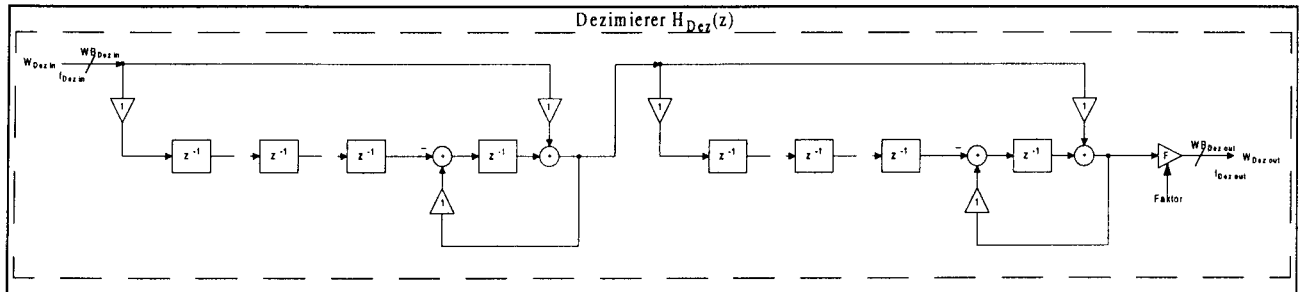 Dezimierer H_Dez(z)
WB_Dez in
W_Dez in
f_Dez in
1
1
1
1
z⁻¹
z⁻¹
z⁻¹
-
+
z⁻¹
+
z⁻¹
z⁻¹
z⁻¹
-
+
z⁻¹
+
F
WB_Dez out
W_Dez out
f_Dez out
1
1
Faktor